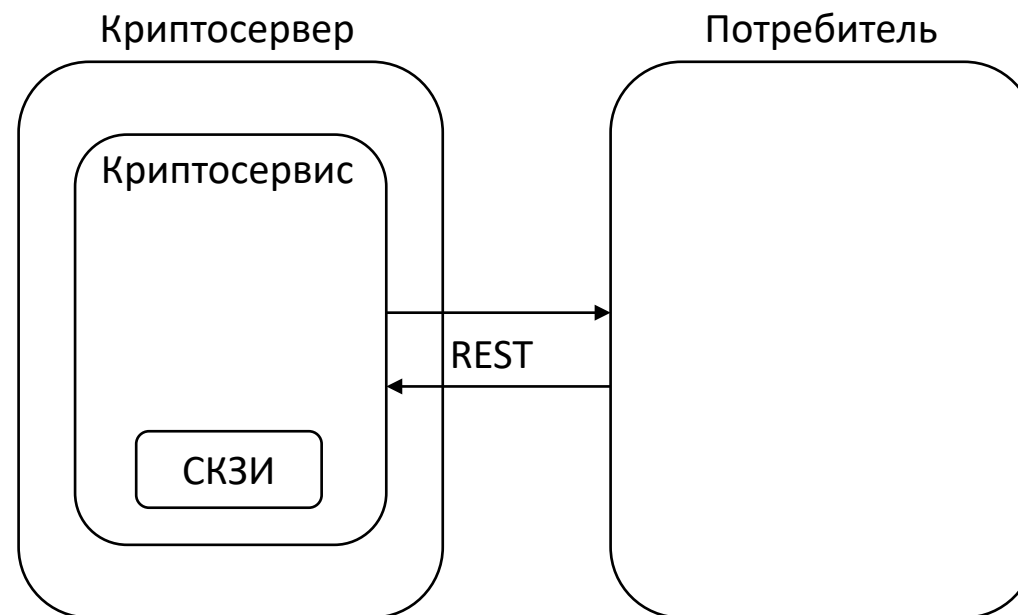 Криптосервер
Потребитель
Криптосервис
REST
СКЗИ